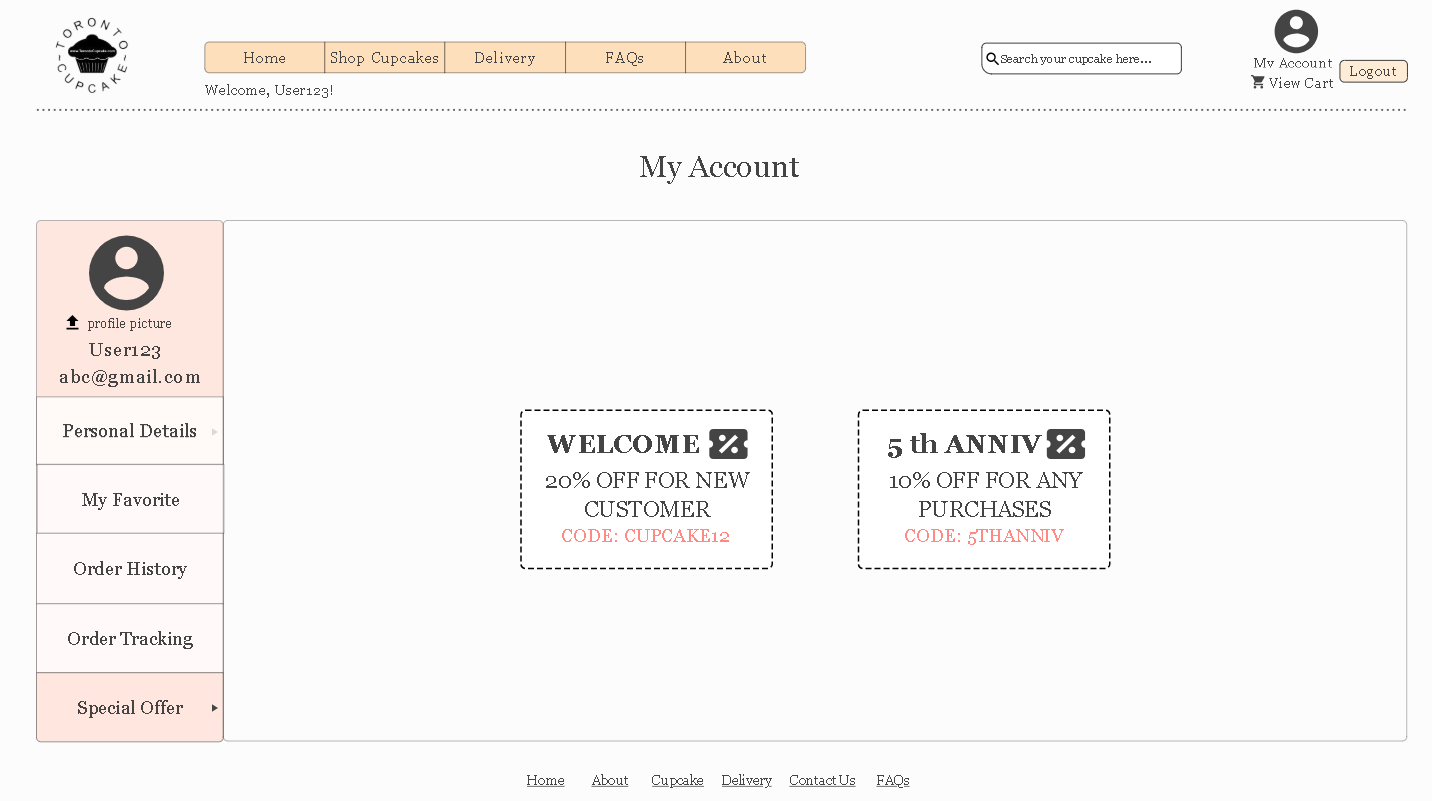 TORONTO
www.TorontoCupcake.com
CUPCAKE
Home Shop Cupcakes Delivery FAQs About
Welcome, User123!
Search your cupcake here...
My Account
View Cart
Logout
My Account
profile picture
User123
abc@gmail.com
Personal Details
My Favorite
Order History
Order Tracking
Special Offer
WELCOME
20% OFF FOR NEW
CUSTOMER
CODE: CUPCAKE12
5 th ANNIV
10% OFF FOR ANY
PURCHASES
CODE: 5THANNIV
Home About Cupcake Delivery Contact Us FAQs